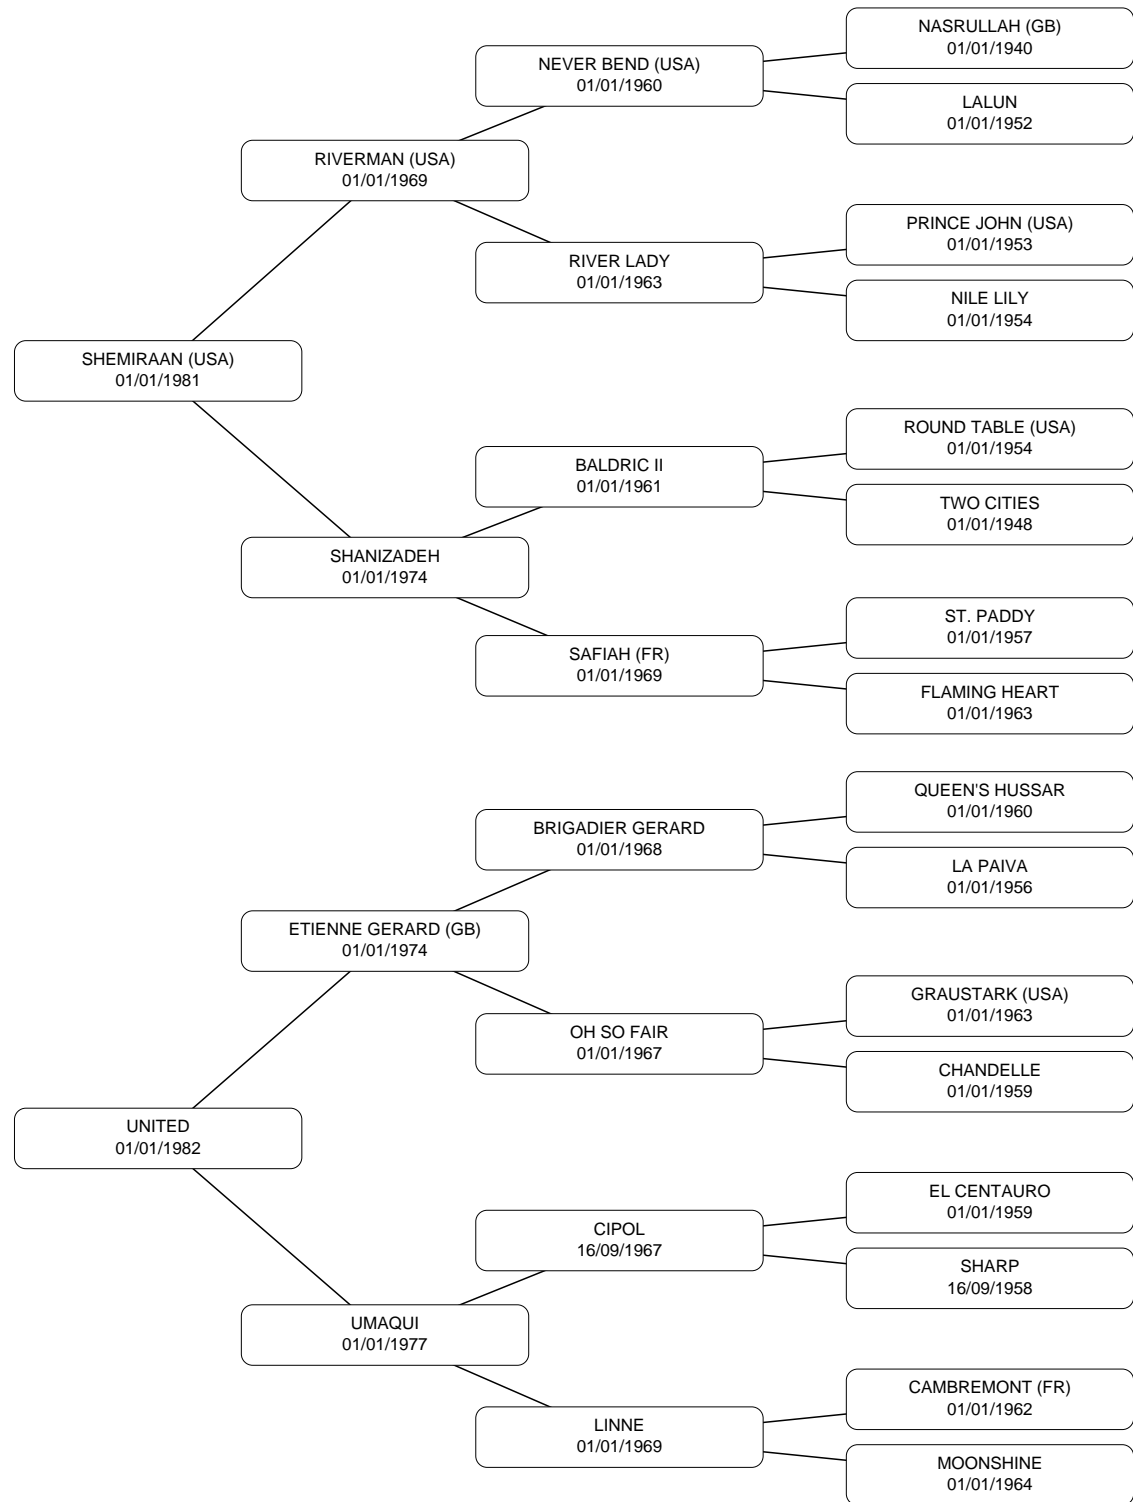 NASRULLAH (GB)
01/01/1940
NEVER BEND (USA)
01/01/1960
LALUN
01/01/1952
RIVERMAN (USA)
01/01/1969
PRINCE JOHN (USA)
01/01/1953
RIVER LADY
01/01/1963
NILE LILY
01/01/1954
SHEMIRAAN (USA)
01/01/1981
ROUND TABLE (USA)
01/01/1954
BALDRIC II
01/01/1961
TWO CITIES
01/01/1948
SHANIZADEH
01/01/1974
ST. PADDY
01/01/1957
SAFIAH (FR)
01/01/1969
FLAMING HEART
01/01/1963
QUEEN'S HUSSAR
01/01/1960
BRIGADIER GERARD
01/01/1968
LA PAIVA
01/01/1956
ETIENNE GERARD (GB)
01/01/1974
GRAUSTARK (USA)
01/01/1963
OH SO FAIR
01/01/1967
CHANDELLE
01/01/1959
UNITED
01/01/1982
EL CENTAURO
01/01/1959
CIPOL
16/09/1967
SHARP
16/09/1958
UMAQUI
01/01/1977
CAMBREMONT (FR)
01/01/1962
LINNE
01/01/1969
MOONSHINE
01/01/1964